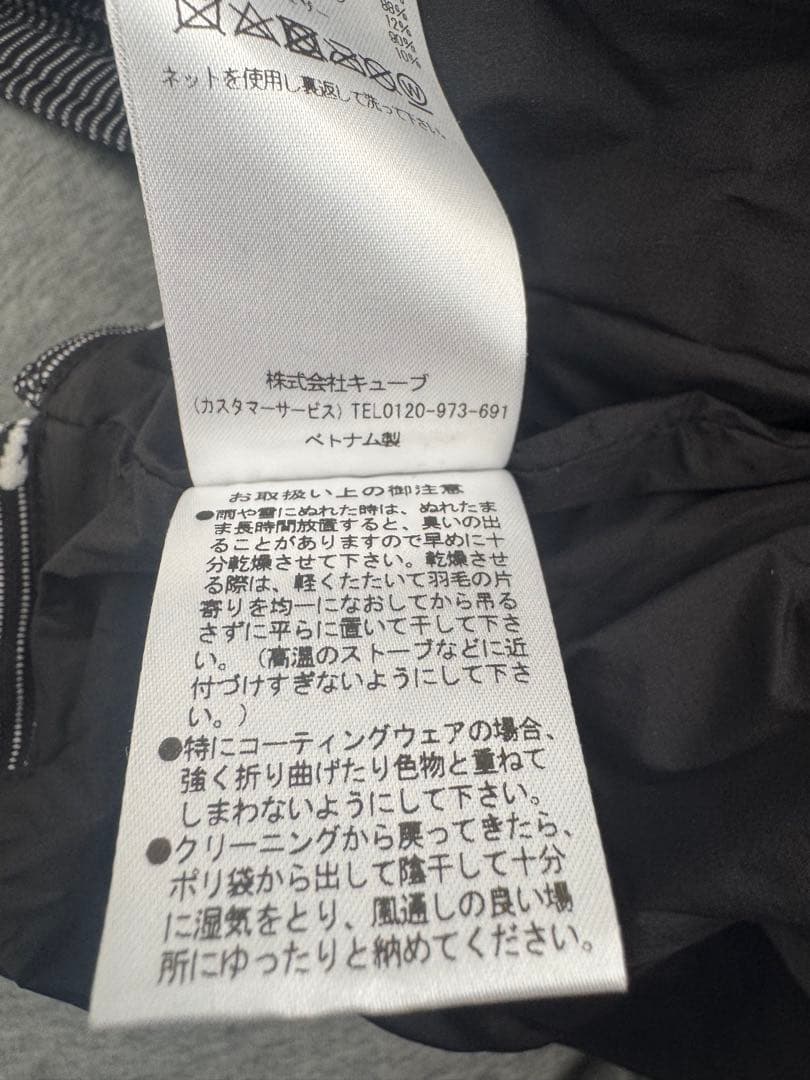 88%
12%
90%
10%
W
ネットを使用し裏返して洗って下さい。
株式会社キューブ
(カスタマーサービス) TEL0120-973-691
ベトナム製
お取扱い上の御注意
●雨や雪にぬれた時は、ぬれたま
ま長時間放置すると、臭いの出
ることがありますので早めに十
分乾燥させて下さい。乾燥させ
る際は、軽くたたいて羽毛の片
寄りを均一になおしてから吊る
さずに平らに置いて干して下さ
い。(高温のストーブなどに近
付づけすぎないようにして下さ
い。)
●特にコーティングウェアの場合、
強く折り曲げたり色物と重ねて
しまわないようにして下さい。
●クリーニングから戻ってきたら、
ポリ袋から出して陰干しして十分
に湿気をとり、風通しの良い場
所にゆったりと納めてください。